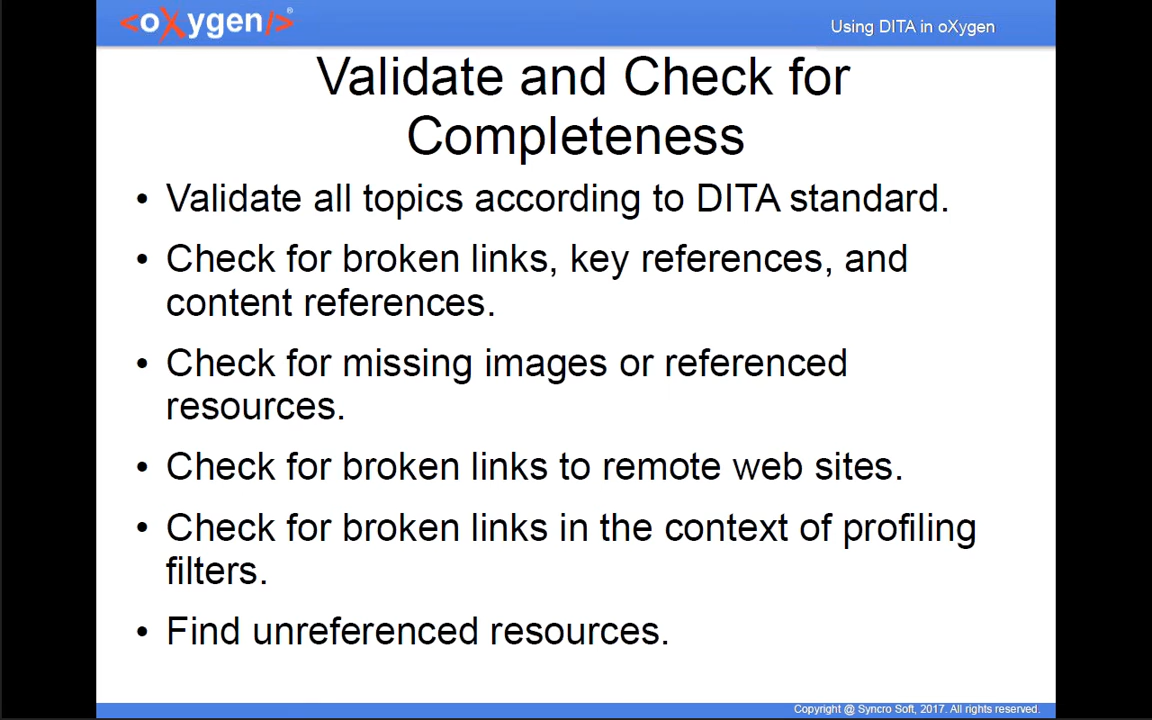 <oXygen/>®
Using DITA in oXygen
Validate and Check for
Completeness
• Validate all topics according to DITA standard.
• Check for broken links, key references, and
content references.
• Check for missing images or referenced
resources.
• Check for broken links to remote web sites.
• Check for broken links in the context of profiling
filters.
• Find unreferenced resources.
Copyright @ Syncro Soft, 2017. All rights reserved.